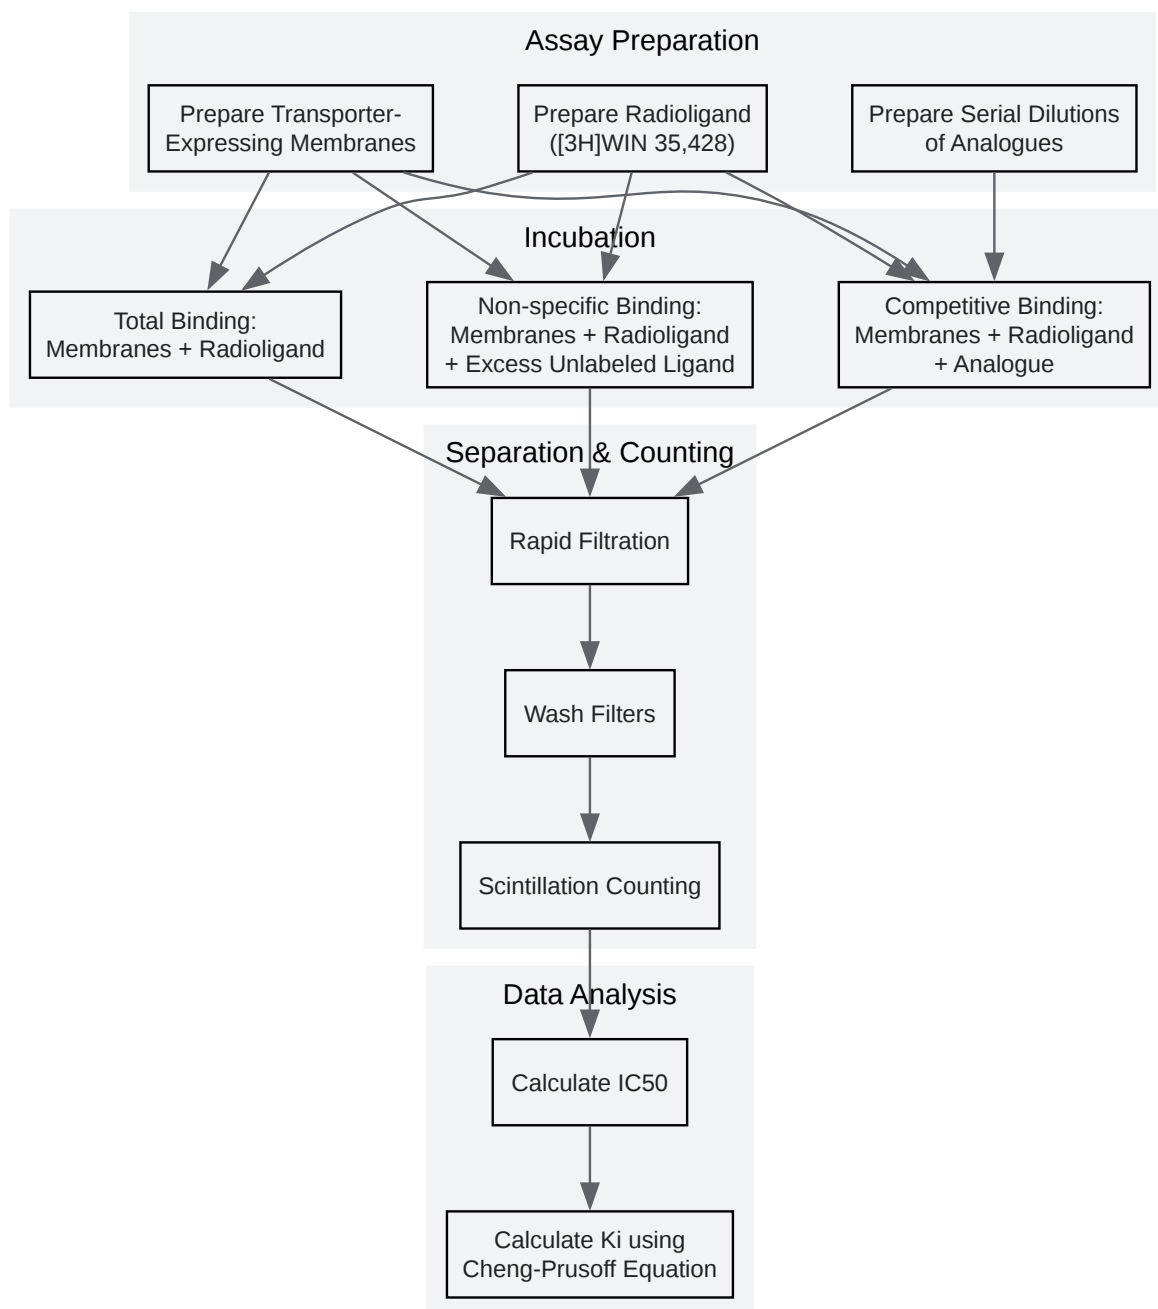 Assay Preparation
Prepare Transporter-
Expressing Membranes
Prepare Radioligand
([3H]WIN 35,428)
Prepare Serial Dilutions
of Analogues
Incubation
Total Binding:
Membranes + Radioligand
Non-specific Binding:
Membranes + Radioligand
+ Excess Unlabeled Ligand
Competitive Binding:
Membranes + Radioligand
+ Analogue
Separation & Counting
Rapid Filtration
Wash Filters
Scintillation Counting
Data Analysis
Calculate IC50
Calculate Ki using
Cheng-Prusoff Equation